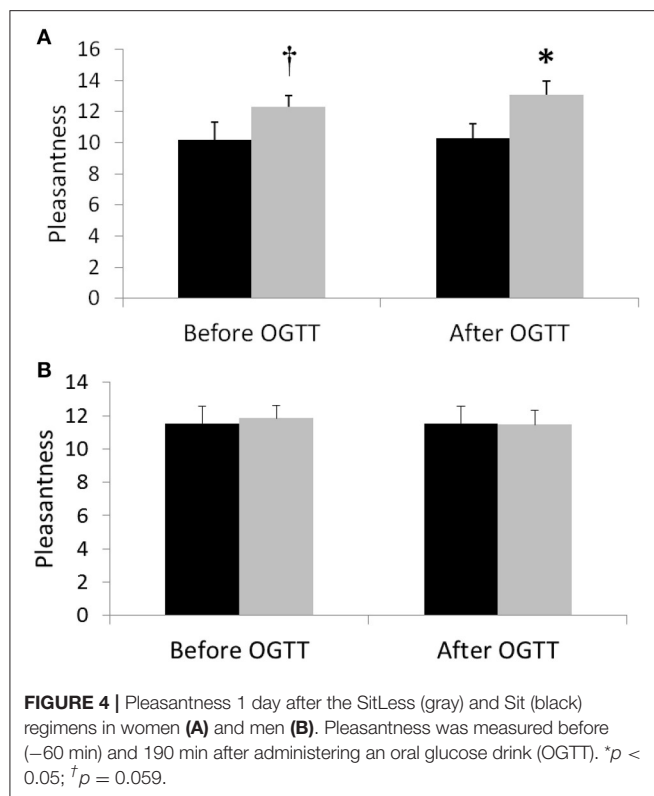 A
16
14
12
10
8
6
4
2
0
Pleasantness
†
*
Before OGTT
After OGTT
B
14
12
10
8
6
4
2
0
Pleasantness
Before OGTT
After OGTT
FIGURE 4 | Pleasantness 1 day after the SitLess (gray) and Sit (black)
regimens in women (A) and men (B). Pleasantness was measured before
(−60 min) and 190 min after administering an oral glucose drink (OGTT). *p <
0.05; †p = 0.059.